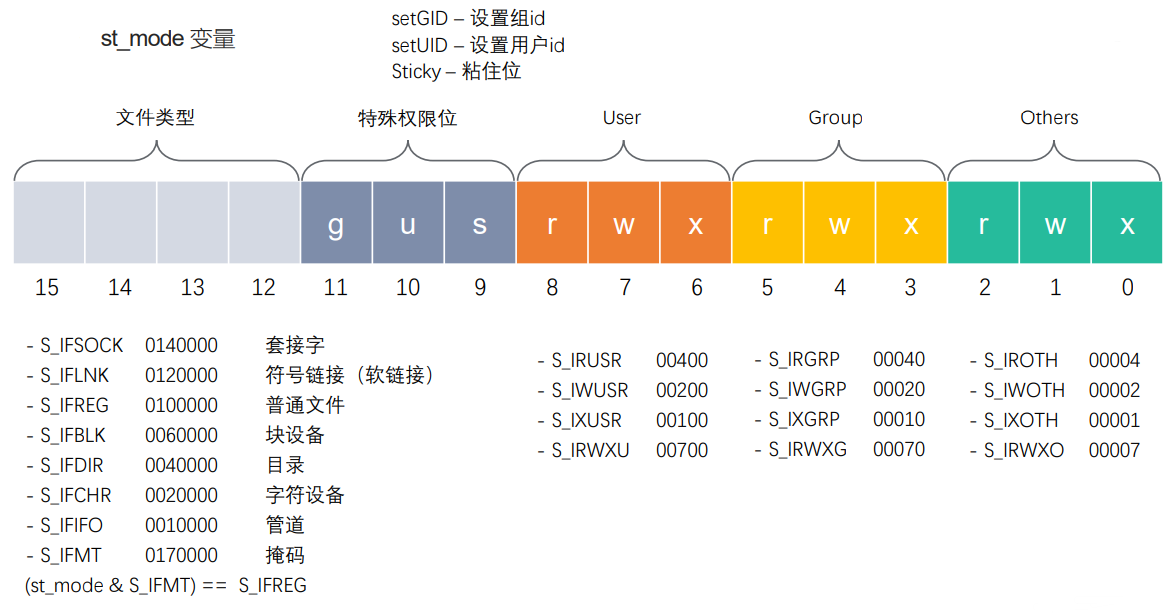 st_mode 变量
setGID – 设置组id
setUID – 设置用户id
Sticky – 粘住位
文件类型 特殊权限位 User Group Others
g u s r w x r w x r w x
15 14 13 12 11 10 9 8 7 6 5 4 3 2 1 0
- S_IFSOCK 0140000 套接字
- S_IFLNK 0120000 符号链接（软链接）
- S_IFREG 0100000 普通文件
- S_IFBLK 0060000 块设备
- S_IFDIR 0040000 目录
- S_IFCHR 0020000 字符设备
- S_IFIFO 0010000 管道
- S_IFMT 0170000 掩码
(st_mode & S_IFMT) == S_IFREG
- S_IRUSR 00400
- S_IWUSR 00200
- S_IXUSR 00100
- S_IRWXU 00700
- S_IRGRP 00040
- S_IWGRP 00020
- S_IXGRP 00010
- S_IRWXG 00070
- S_IROTH 00004
- S_IWOTH 00002
- S_IXOTH 00001
- S_IRWXO 00007